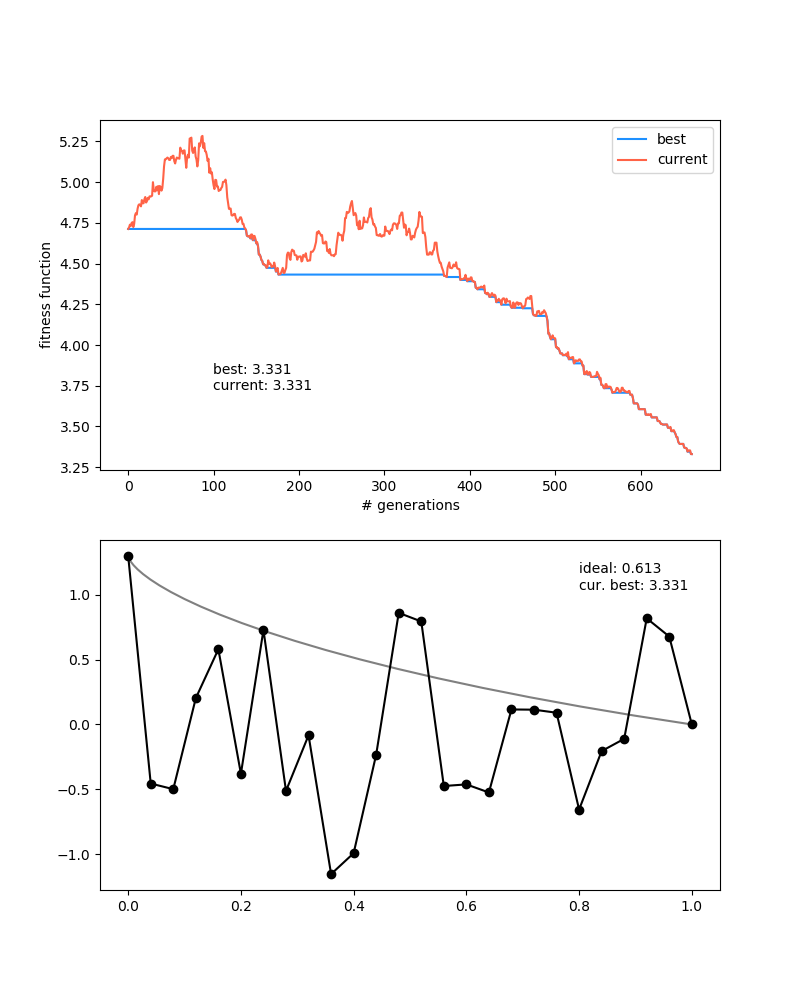 best
current
5.25
5.00
4.75
4.50
4.25
4.00
3.75
3.50
3.25
fitness function
best: 3.331
current: 3.331
0 100 200 300 400 500 600
# generations
ideal: 0.613
cur. best: 3.331
1.0
0.5
0.0
−0.5
−1.0
0.0 0.2 0.4 0.6 0.8 1.0